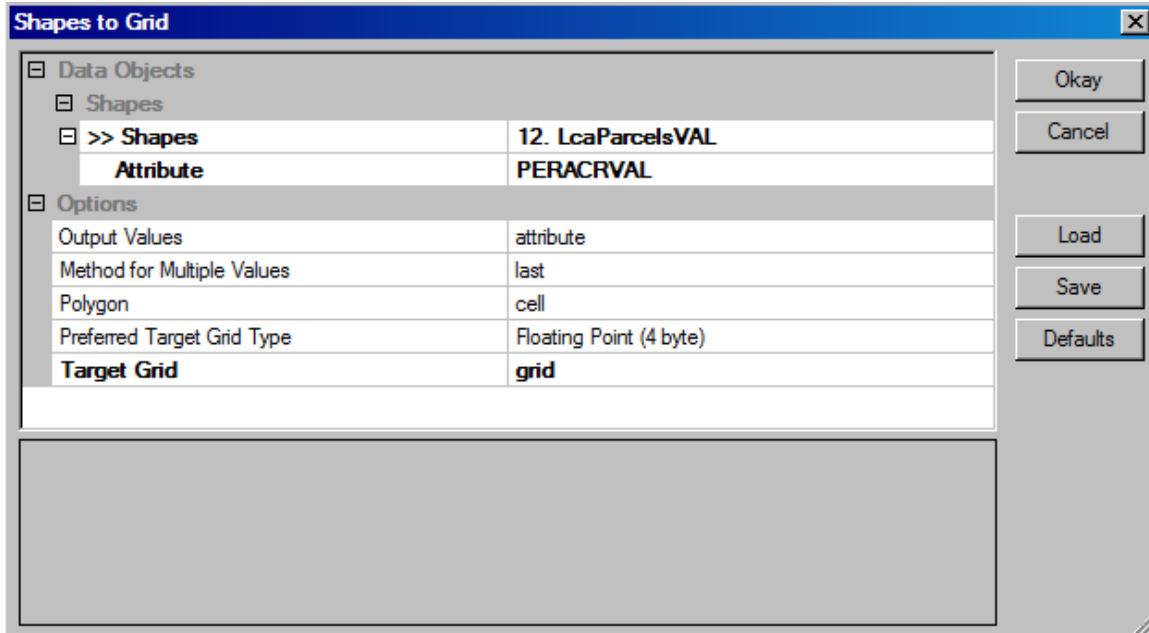 Shapes to Grid
Data Objects
Okay
Shapes
>> Shapes 12. LcaParcelsVAL
Cancel
Attribute PERACRVAL
Options
Output Values attribute
Load
Method for Multiple Values last
Polygon cell
Save
Preferred Target Grid Type Floating Point (4 byte)
Defaults
Target Grid grid